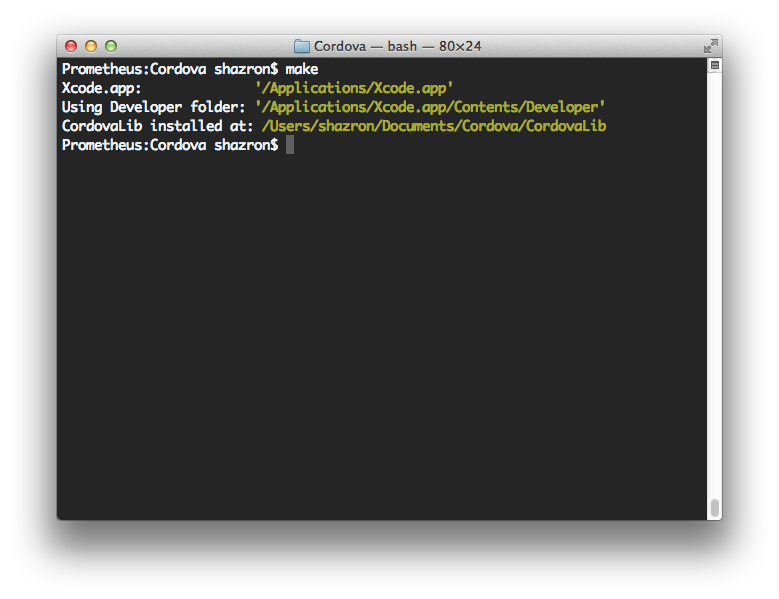 Cordova — bash — 80×24
Prometheus:Cordova shazron$ make
Xcode.app:              '/Applications/Xcode.app'
Using Developer folder: '/Applications/Xcode.app/Contents/Developer'
CordovaLib installed at: /Users/shazron/Documents/Cordova/CordovaLib
Prometheus:Cordova shazron$